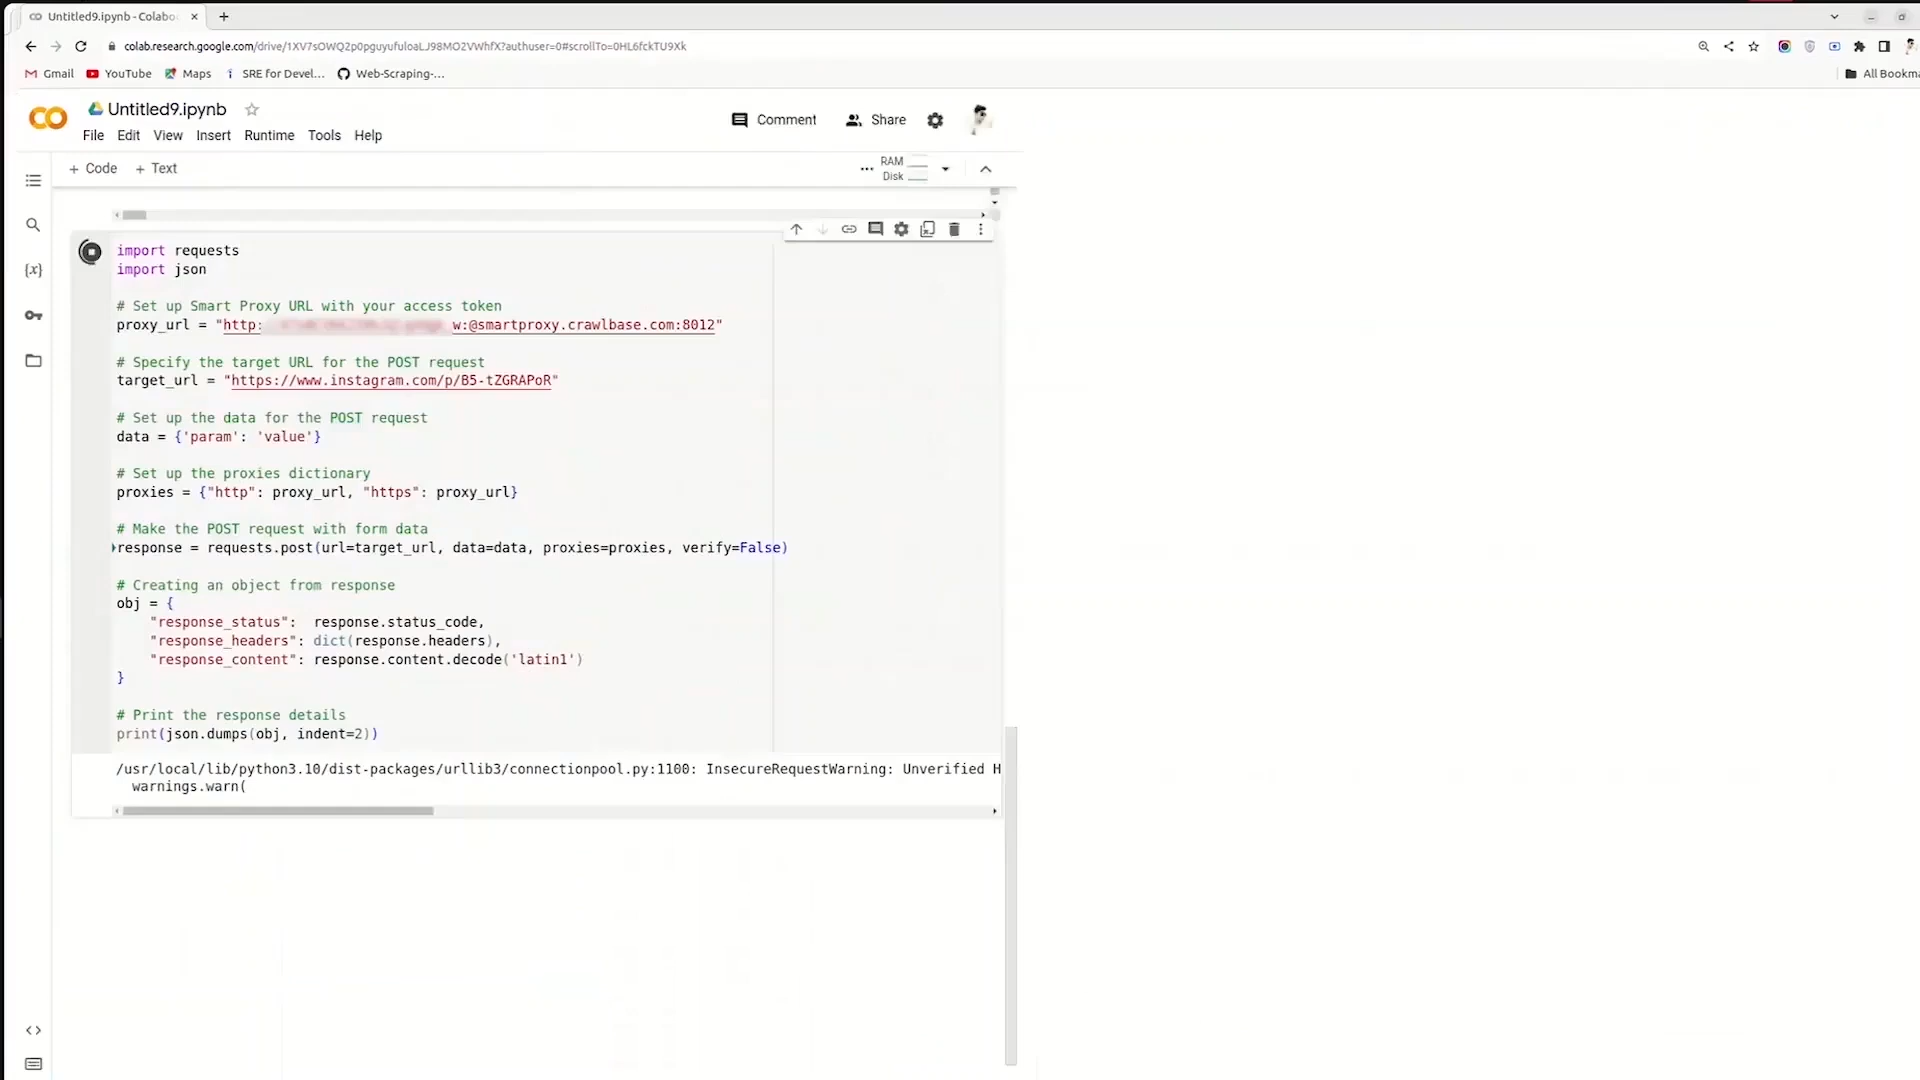 Untitled9.ipynb - Colabo
colab.research.google.com/drive/1XV7sOWQ2p0pguyufuloaLJ98MO2VWhfX?authuser=0#scrollTo=0HL6fckTU9Xk
Gmail YouTube Maps SRE for Devel... Web-Scraping-... All Bookma
CO Untitled9.ipynb
File Edit View Insert Runtime Tools Help
Comment Share
+ Code + Text
RAM
Disk
import requests
import json
# Set up Smart Proxy URL with your access token
proxy_url = "http: w:@smartproxy.crawlbase.com:8012"
# Specify the target URL for the POST request
target_url = "https://www.instagram.com/p/B5-tZGRAPoR"
# Set up the data for the POST request
data = {'param': 'value'}
# Set up the proxies dictionary
proxies = {"http": proxy_url, "https": proxy_url}
# Make the POST request with form data
response = requests.post(url=target_url, data=data, proxies=proxies, verify=False)
# Creating an object from response
obj = {
"response_status": response.status_code,
"response_headers": dict(response.headers),
"response_content": response.content.decode('latin1')
}
# Print the response details
print(json.dumps(obj, indent=2))
/usr/local/lib/python3.10/dist-packages/urllib3/connectionpool.py:1100: InsecureRequestWarning: Unverified H
warnings.warn(